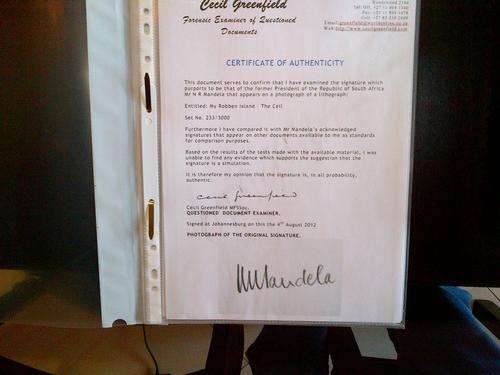 Cecil Greenfield
Forensic Examiner of Questioned
Documents
CERTIFICATE OF AUTHENTICITY
This document serves to confirm that I have examined the signature which
purports to be that of the former President of the Republic of South Africa
Mr N R Mandela that appears on a photograph of a lithograph:
Entitled: My Robben Island The Cell
Set No. 233/3000
Furthermore I have compared it with Mr Mandela's acknowledged
signatures that appear on other documents available to me as standards
for comparison purposes.
Based on the results of the tests made with the available material, I was
unable to find any evidence which supports the suggestion that the
signature is a simulation.
It is therefore my opinion that the signature is, in all probability,
authentic.
Cecil Greenfield
Cecil Greenfield MFSSoc.
QUESTIONED DOCUMENT EXAMINER.
Signed at Johannesburg on this the 4th August 2012
PHOTOGRAPH OF THE ORIGINAL SIGNATURE.
NMandela